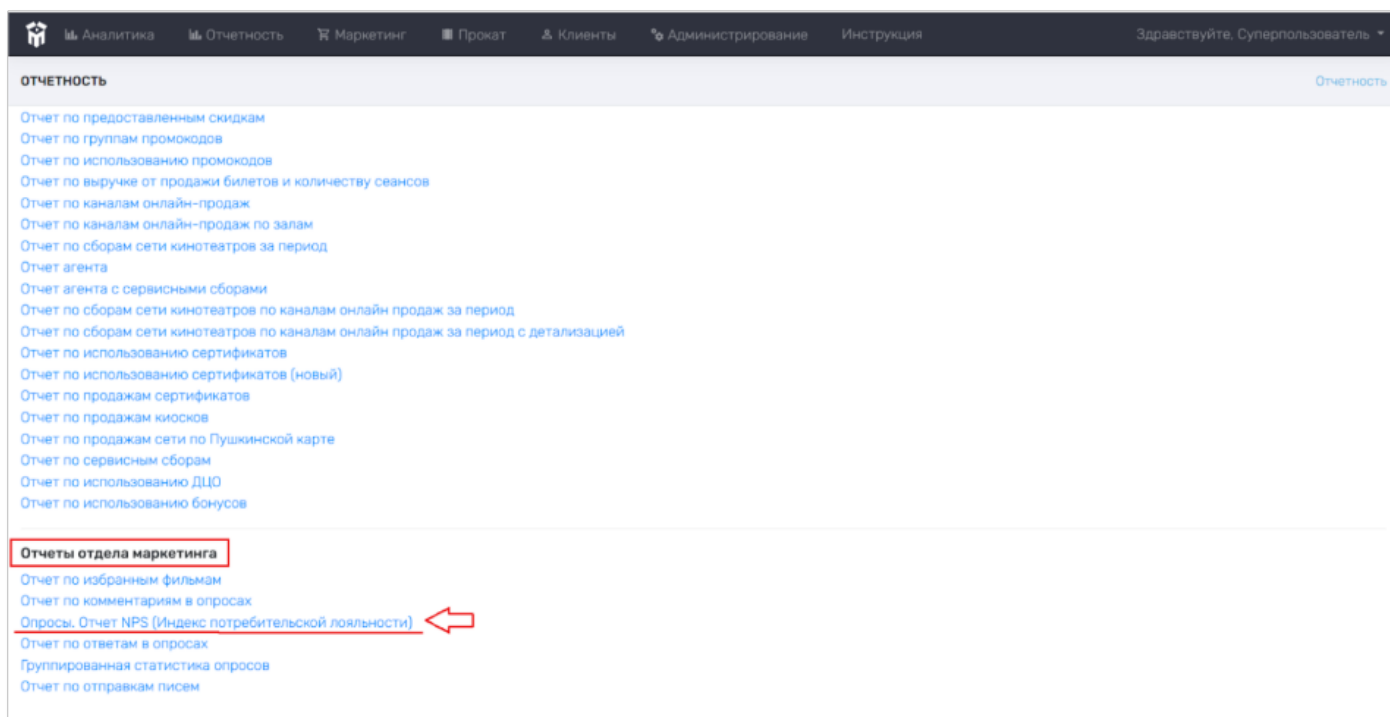 Аналитика Отчетность Маркетинг Прокат Клиенты Администрирование Инструкция Здравствуйте, Суперпользователь
ОТЧЕТНОСТЬ Отчетность
Отчет по предоставленным скидкам
Отчет по группам промокодов
Отчет по использованию промокодов
Отчет по выручке от продажи билетов и количеству сеансов
Отчет по каналам онлайн-продаж
Отчет по каналам онлайн-продаж по залам
Отчет по сборам сети кинотеатров за период
Отчет агента
Отчет агента с сервисными сборами
Отчет по сборам сети кинотеатров по каналам онлайн продаж за период
Отчет по сборам сети кинотеатров по каналам онлайн продаж за период с детализацией
Отчет по использованию сертификатов
Отчет по использованию сертификатов (новый)
Отчет по продажам сертификатов
Отчет по продажам киосков
Отчет по продажам сети по Пушкинской карте
Отчет по сервисным сборам
Отчет по использованию ДЦО
Отчет по использованию бонусов
Отчеты отдела маркетинга
Отчет по избранным фильмам
Отчет по комментариям в опросах
Опросы. Отчет NPS (Индекс потребительской лояльности)
Отчет по ответам в опросах
Группированная статистика опросов
Отчет по отправкам писем